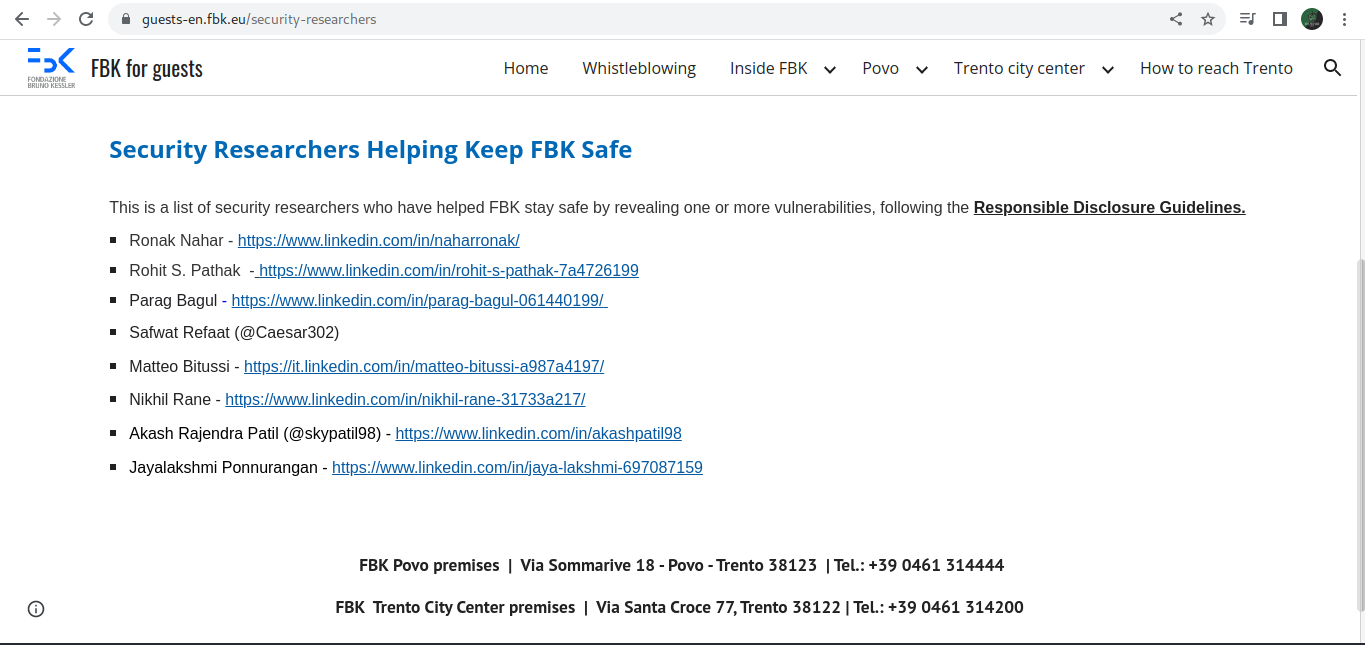 guests-en.fbk.eu/security-researchers
FBK
FONDAZIONE
BRUNO KESSLER
FBK for guests
Home Whistleblowing Inside FBK Povo Trento city center How to reach Trento
Security Researchers Helping Keep FBK Safe
This is a list of security researchers who have helped FBK stay safe by revealing one or more vulnerabilities, following the Responsible Disclosure Guidelines.
▪ Ronak Nahar - https://www.linkedin.com/in/naharronak/
▪ Rohit S. Pathak - https://www.linkedin.com/in/rohit-s-pathak-7a4726199
▪ Parag Bagul - https://www.linkedin.com/in/parag-bagul-061440199/
▪ Safwat Refaat (@Caesar302)
▪ Matteo Bitussi - https://it.linkedin.com/in/matteo-bitussi-a987a4197/
▪ Nikhil Rane - https://www.linkedin.com/in/nikhil-rane-31733a217/
▪ Akash Rajendra Patil (@skypatil98) - https://www.linkedin.com/in/akashpatil98
▪ Jayalakshmi Ponnurangan - https://www.linkedin.com/in/jaya-lakshmi-697087159
FBK Povo premises | Via Sommarive 18 - Povo - Trento 38123 | Tel.: +39 0461 314444
FBK Trento City Center premises | Via Santa Croce 77, Trento 38122 | Tel.: +39 0461 314200